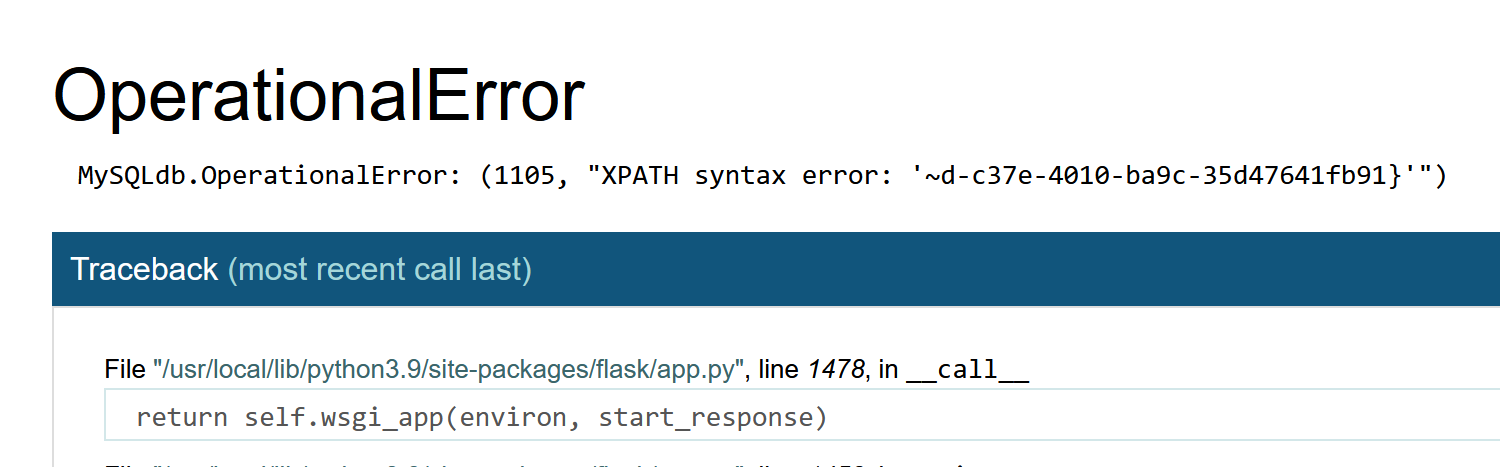 OperationalError
MySQLdb.OperationalError: (1105, "XPATH syntax error: '~d-c37e-4010-ba9c-35d47641fb91}'")
Traceback (most recent call last)
File "/usr/local/lib/python3.9/site-packages/flask/app.py", line 1478, in __call__
return self.wsgi_app(environ, start_response)